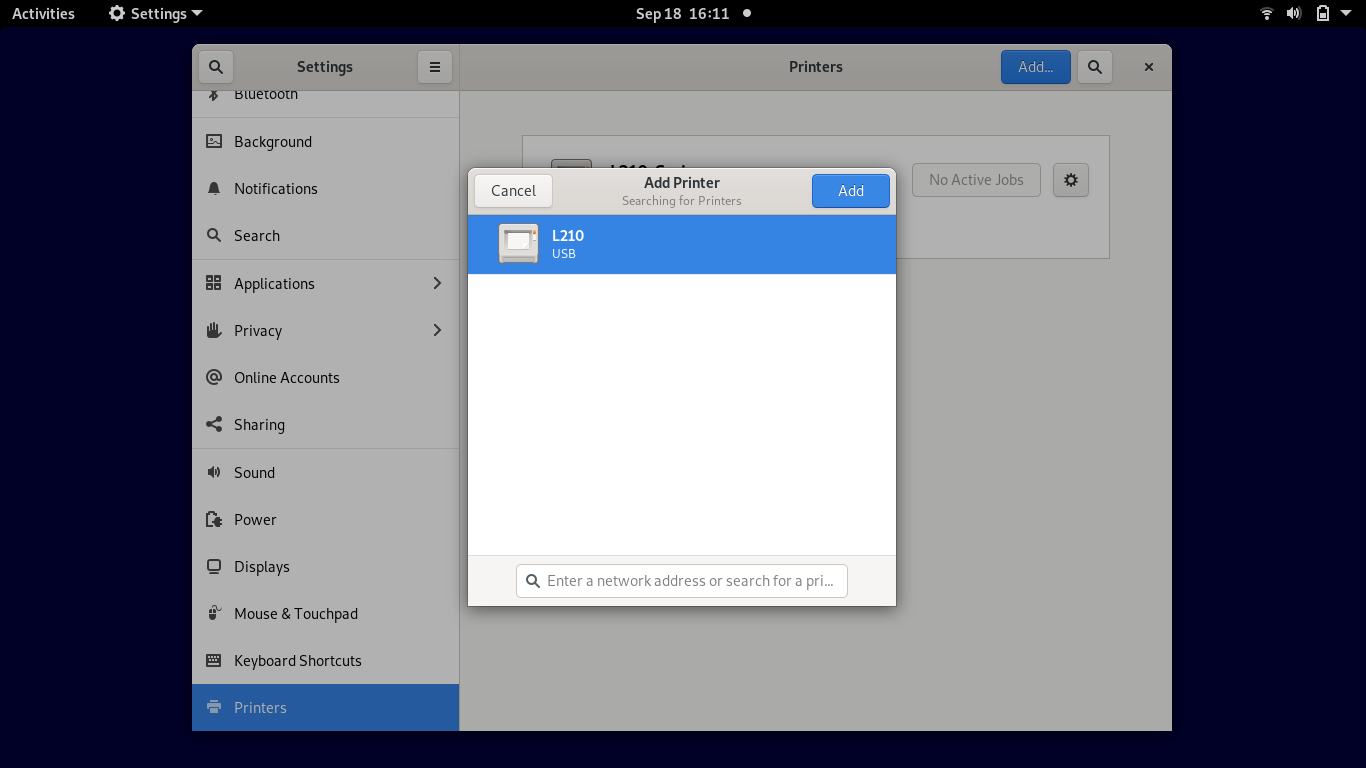 Activities
Settings
Sep 18 16:11
Settings
Printers
Add…
Bluetooth
Background
Notifications
Search
Applications
Privacy
Online Accounts
Sharing
Sound
Power
Displays
Mouse & Touchpad
Keyboard Shortcuts
Printers
No Active Jobs
Cancel
Add Printer
Searching for Printers
Add
L210
USB
Enter a network address or search for a pri…